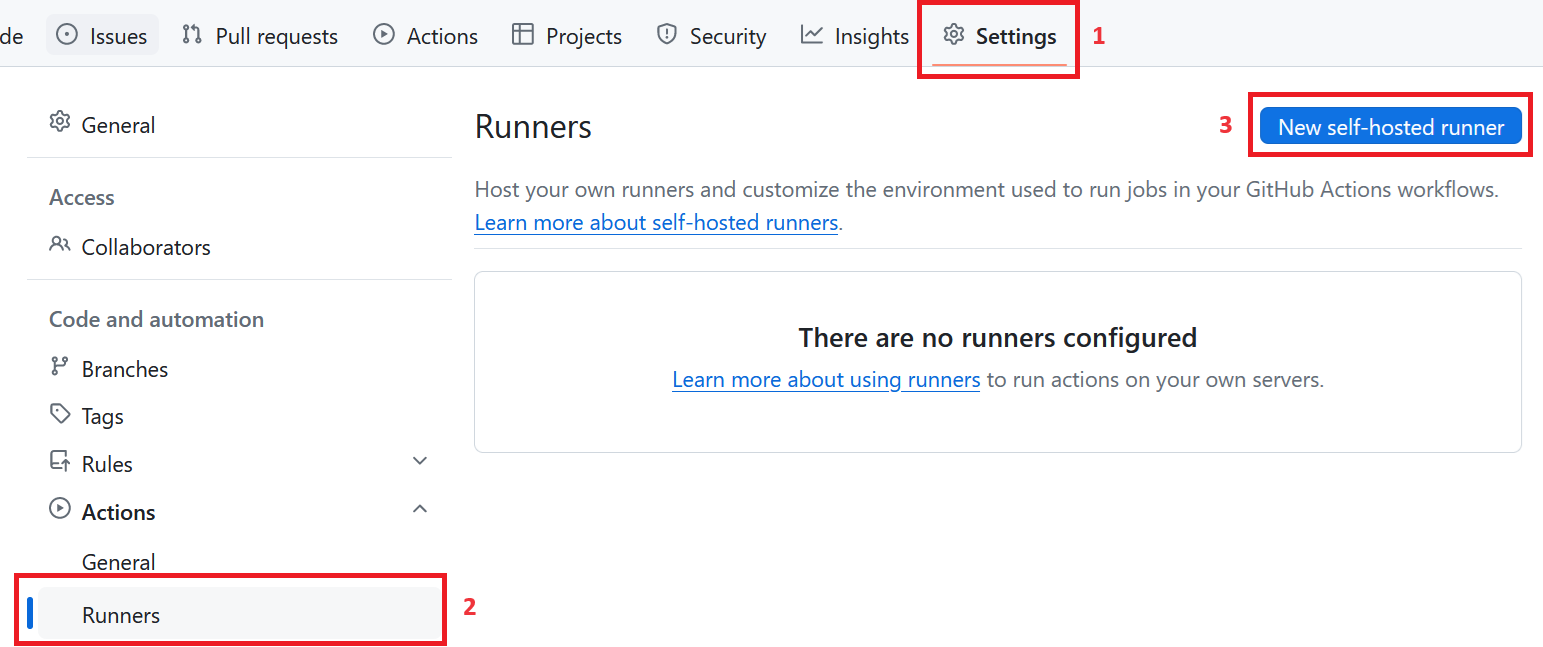 de Issues Pull requests Actions Projects Security Insights Settings 1
General
Access
Collaborators
Code and automation
Branches
Tags
Rules
Actions
General
Runners 2
Runners
3 New self-hosted runner
Host your own runners and customize the environment used to run jobs in your GitHub Actions workflows.
Learn more about self-hosted runners.
There are no runners configured
Learn more about using runners to run actions on your own servers.